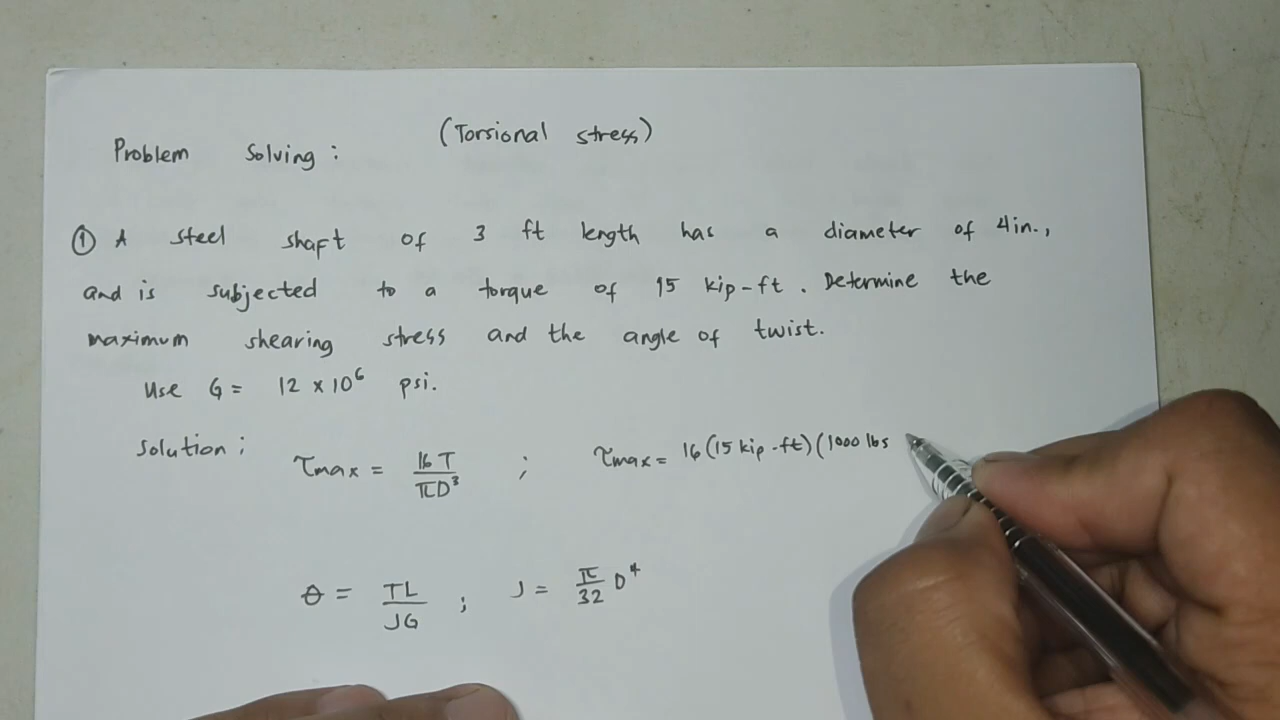 (Torsional stress)
Problem Solving :
① A steel shaft of 3 ft length has a diameter of 4in.,
and is subjected to a torque of 15 kip-ft. Determine the
maximum shearing stress and the angle of twist.
Use G = 12 x 10⁶ psi.
Solution ;
τmax = 16T / πD³ ; τmax = 16(15 kip-ft)(1000 lbs
θ = TL / JG ; J = π/32 D⁴